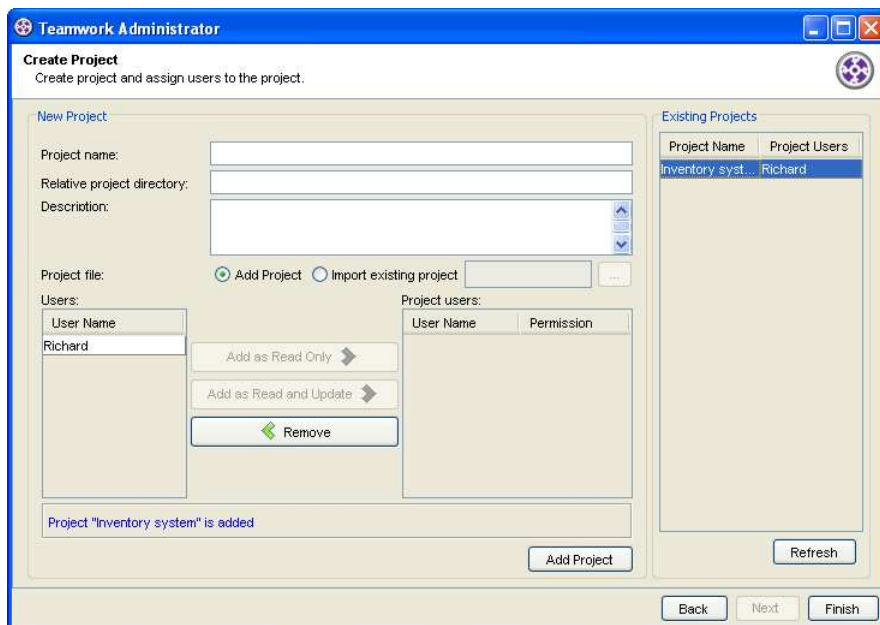 Teamwork Administrator
Create Project
Create project and assign users to the project.
New Project
Project name:
Relative project directory:
Description:
Project file:
Add Project
Import existing project
...
Users:
User Name
Richard
Add as Read Only
Add as Read and Update
Remove
Project users:
User Name Permission
Project "Inventory system" is added
Add Project
Existing Projects
Project Name Project Users
Inventory syst... Richard
Refresh
Back Next Finish